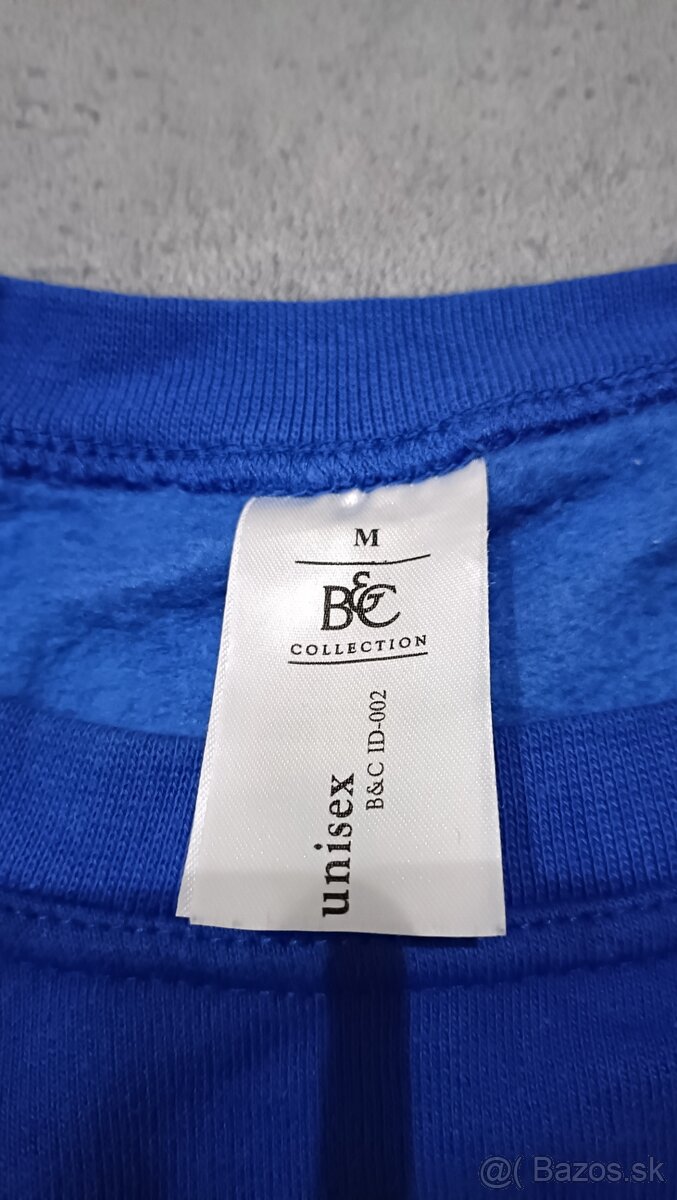 M
B&C
COLLECTION
unisex
B&C ID-002
@( Bazos.sk